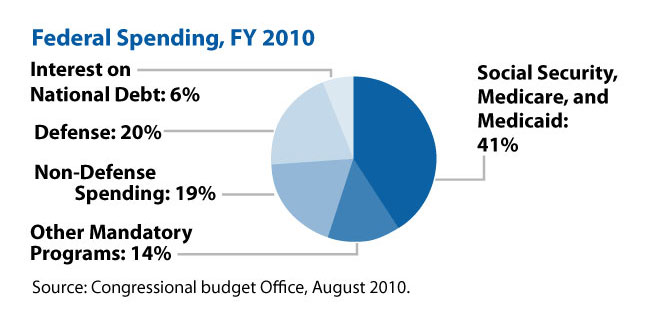 Federal Spending, FY 2010
Interest on
National Debt: 6%
Defense: 20%
Non-Defense
Spending: 19%
Other Mandatory
Programs: 14%
Social Security,
Medicare, and
Medicaid:
41%
Source: Congressional budget Office, August 2010.